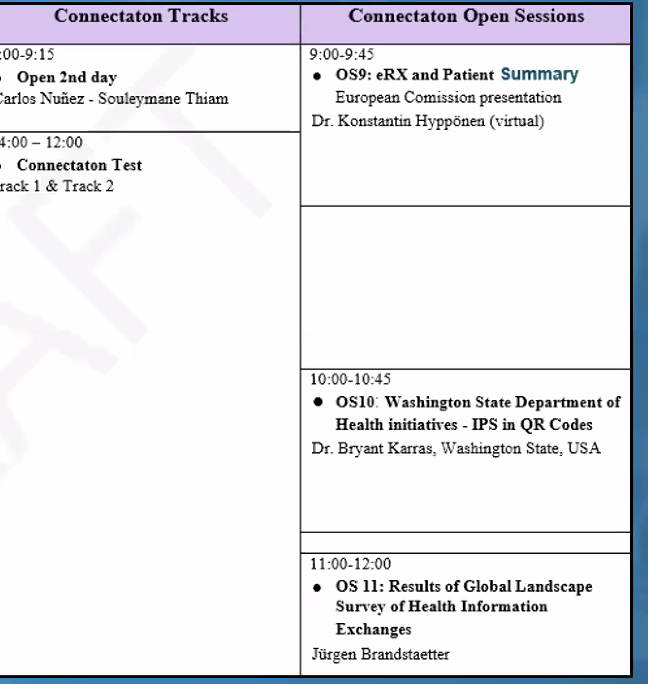 Connectaton Tracks
:00-9:15
Open 2nd day
Carlos Nuñez - Souleymane Thiam
4:00 – 12:00
Connectaton Test
rack 1 & Track 2
Connectaton Open Sessions
9:00-9:45
● OS9: eRX and Patient Summary
European Comission presentation
Dr. Konstantin Hyppönen (virtual)
10:00-10:45
● OS10: Washington State Department of
Health initiatives - IPS in QR Codes
Dr. Bryant Karras, Washington State, USA
11:00-12:00
● OS 11: Results of Global Landscape
Survey of Health Information
Exchanges
Jürgen Brandstaetter